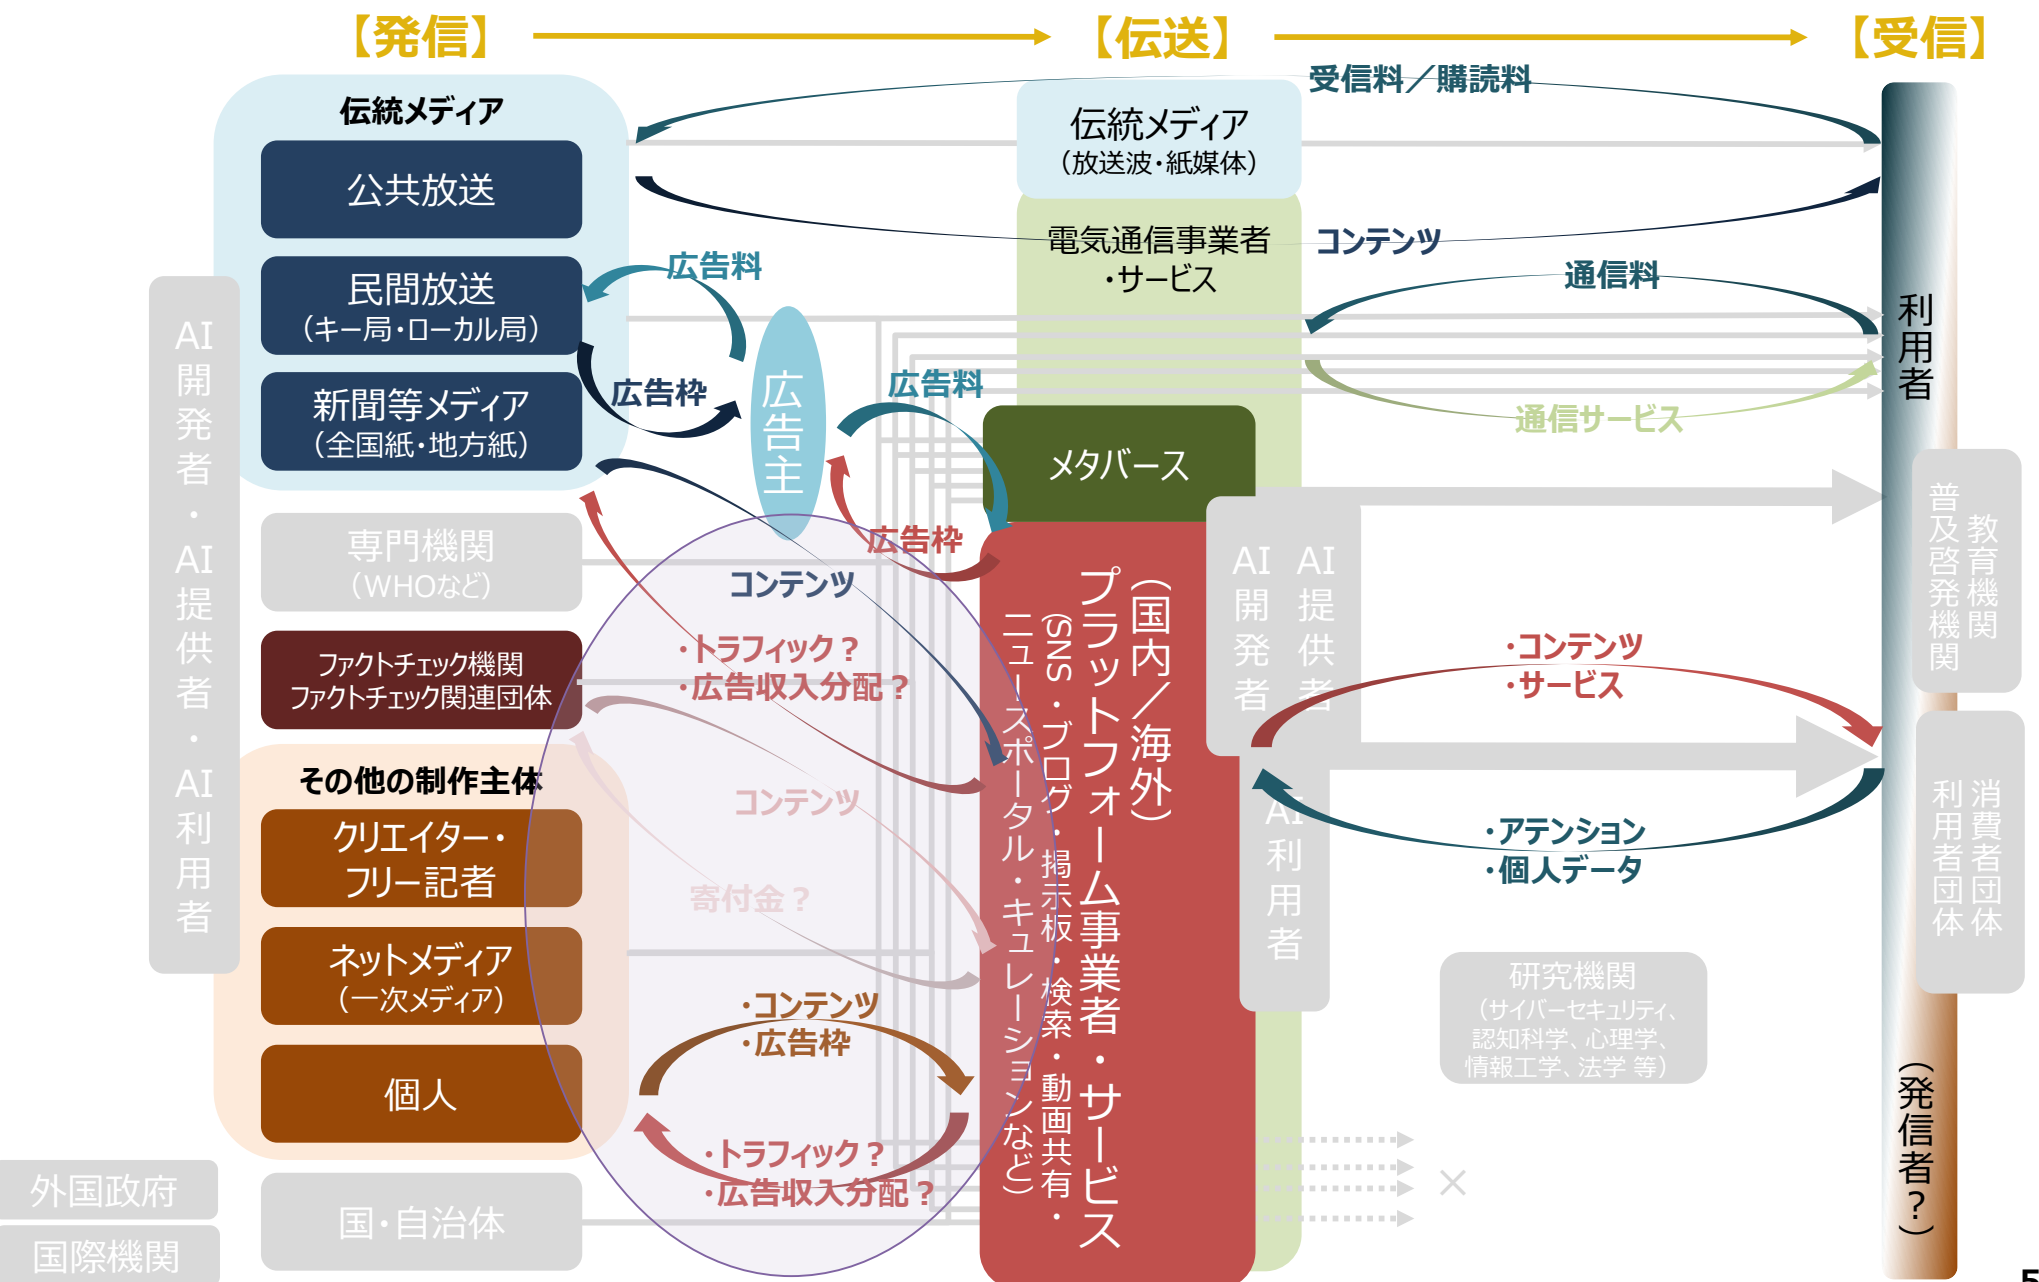 【発信】
【伝送】
【受信】
伝統メディア
公共放送
民間放送
（キー局・ローカル局）
新聞等メディア
（全国紙・地方紙）
専門機関
（WHOなど）
ファクトチェック機関
ファクトチェック関連団体
その他の制作主体
クリエイター・
フリー記者
ネットメディア
（一次メディア）
個人
国・自治体
外国政府
国際機関
AI開発者・AI提供者・AI利用者
広告料
広告枠
広告主
広告料
広告枠
コンテンツ
・トラフィック？
・広告収入分配？
コンテンツ
寄付金？
・コンテンツ
・広告枠
・トラフィック？
・広告収入分配？
伝統メディア
（放送波・紙媒体）
電気通信事業者
・サービス
メタバース
（国内／海外）
プラットフォーム事業者・サービス
(SNS・ブログ・掲示板・検索・動画共有・
ニュースポータル・キュレーションなど)
AI提供者
AI開発者
AI利用者
受信料／購読料
コンテンツ
通信料
通信サービス
・コンテンツ
・サービス
・アテンション
・個人データ
研究機関
（サイバーセキュリティ、
認知科学、心理学、
情報工学、法学 等）
利用者
（発信者？）
教育機関
普及啓発機関
消費者団体
利用者団体
×
5